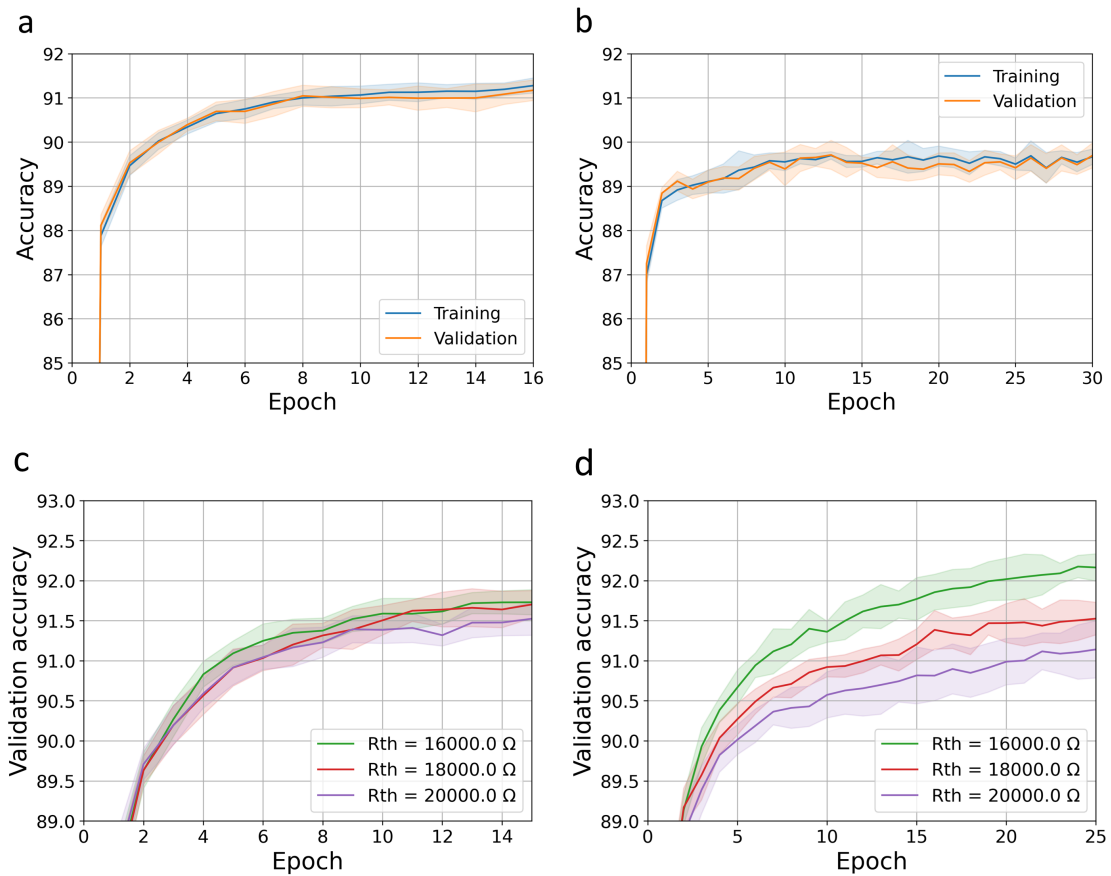 a
92
91
90
89
88
87
86
85
Accuracy
0 2 4 6 8 10 12 14 16
Epoch
Training
Validation
b
92
91
90
89
88
87
86
85
Accuracy
0 5 10 15 20 25 30
Epoch
Training
Validation
c
93.0
92.5
92.0
91.5
91.0
90.5
90.0
89.5
89.0
Validation accuracy
0 2 4 6 8 10 12 14
Epoch
Rth = 16000.0 Ω
Rth = 18000.0 Ω
Rth = 20000.0 Ω
d
93.0
92.5
92.0
91.5
91.0
90.5
90.0
89.5
89.0
Validation accuracy
0 5 10 15 20 25
Epoch
Rth = 16000.0 Ω
Rth = 18000.0 Ω
Rth = 20000.0 Ω